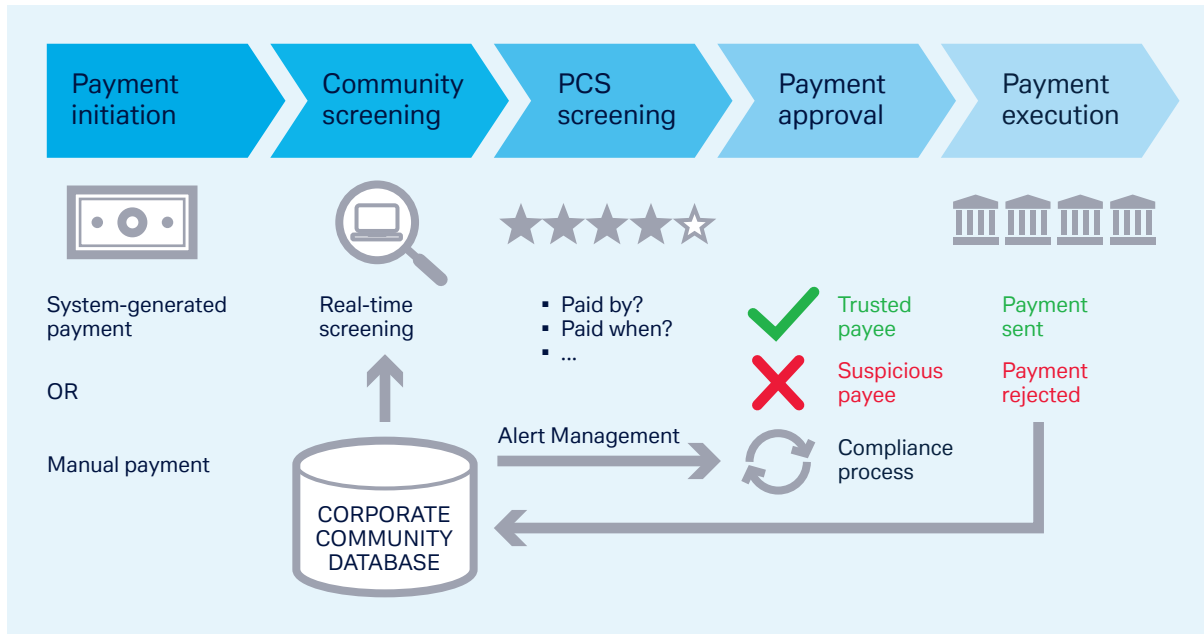 Payment
initiation
Community
screening
PCS
screening
Payment
approval
Payment
execution
System-generated
payment
OR
Manual payment
Real-time
screening
▪ Paid by?
▪ Paid when?
▪ ...
Trusted
payee
Payment
sent
Suspicious
payee
Payment
rejected
Alert Management
Compliance
process
CORPORATE
COMMUNITY
DATABASE